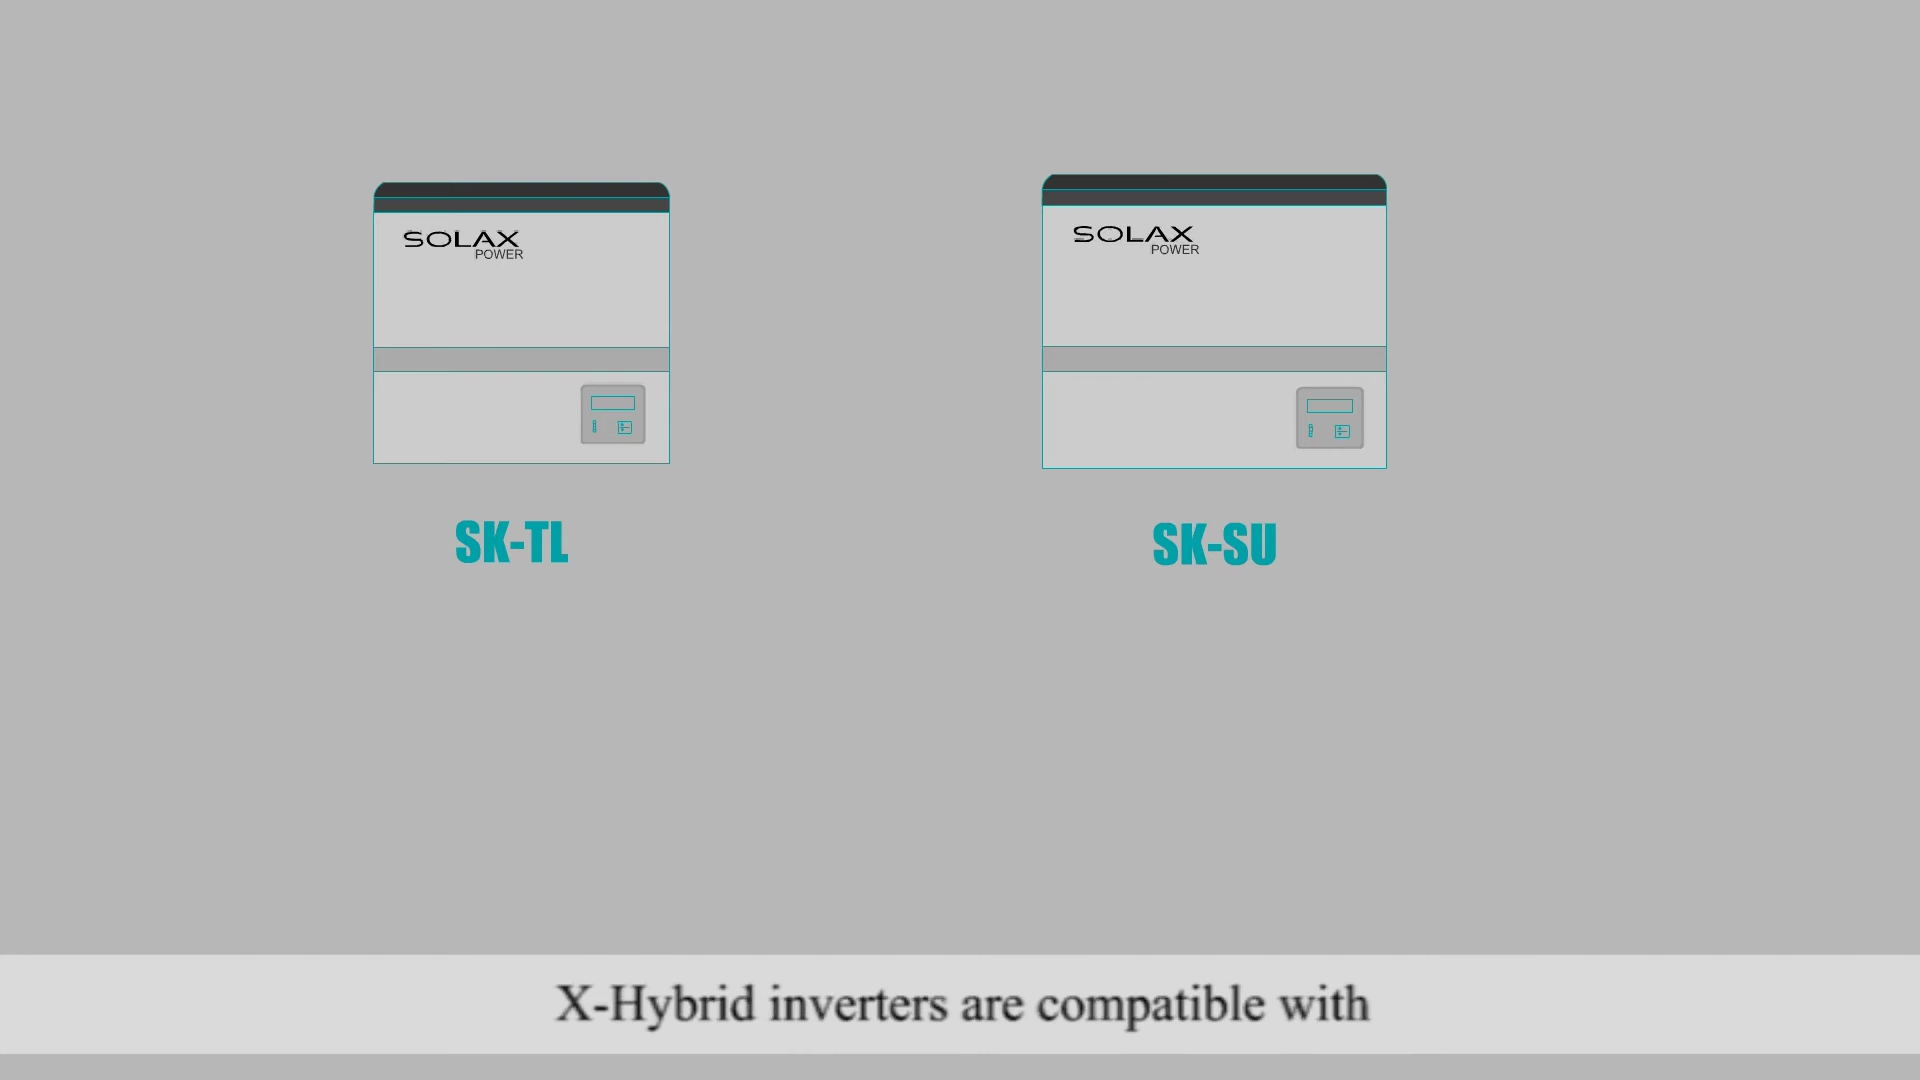 SOLAX
POWER
SOLAX
POWER
SK-TL
SK-SU
X-Hybrid inverters are compatible with